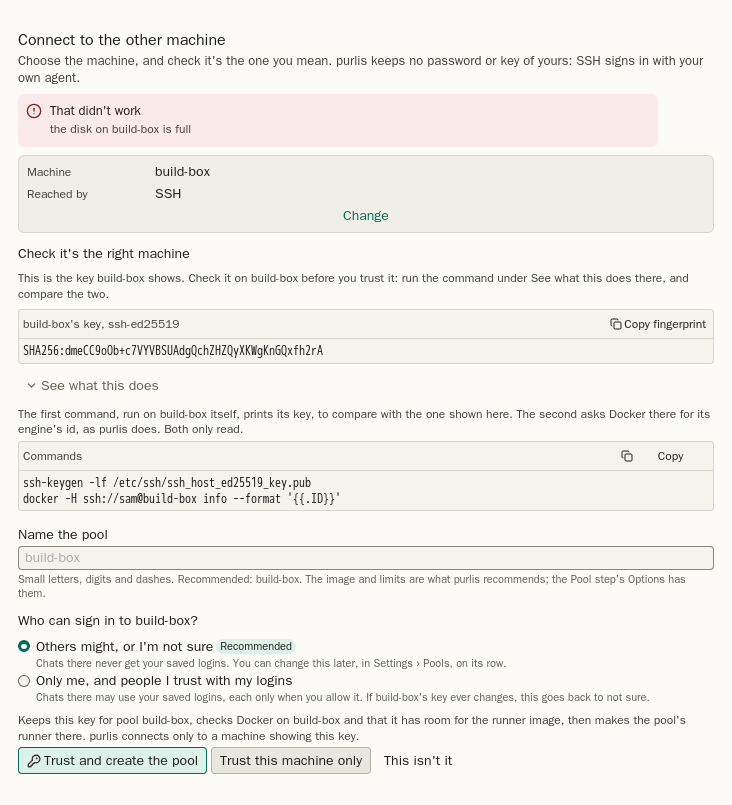 Connect to the other machine
Choose the machine, and check it's the one you mean. purlis keeps no password or key of yours: SSH signs in with your
own agent.
That didn't work
the disk on build-box is full
Machine build-box
Reached by SSH
Change
Check it's the right machine
This is the key build-box shows. Check it on build-box before you trust it: run the command under See what this does there, and
compare the two.
build-box's key, ssh-ed25519 Copy fingerprint
SHA256:dmeCC9oOb+c7VYVBSUAdgQchZHZQyXKWgKnGQxfh2rA
See what this does
The first command, run on build-box itself, prints its key, to compare with the one shown here. The second asks Docker there for its
engine's id, as purlis does. Both only read.
Commands Copy
ssh-keygen -lf /etc/ssh/ssh_host_ed25519_key.pub
docker -H ssh://sam@build-box info --format '{{.ID}}'
Name the pool
build-box
Small letters, digits and dashes. Recommended: build-box. The image and limits are what purlis recommends; the Pool step's Options has
them.
Who can sign in to build-box?
Others might, or I'm not sure Recommended
Chats there never get your saved logins. You can change this later, in Settings › Pools, on its row.
Only me, and people I trust with my logins
Chats there may use your saved logins, each only when you allow it. If build-box's key ever changes, this goes back to not sure.
Keeps this key for pool build-box, checks Docker on build-box and that it has room for the runner image, then makes the pool's
runner there. purlis connects only to a machine showing this key.
Trust and create the pool Trust this machine only This isn't it